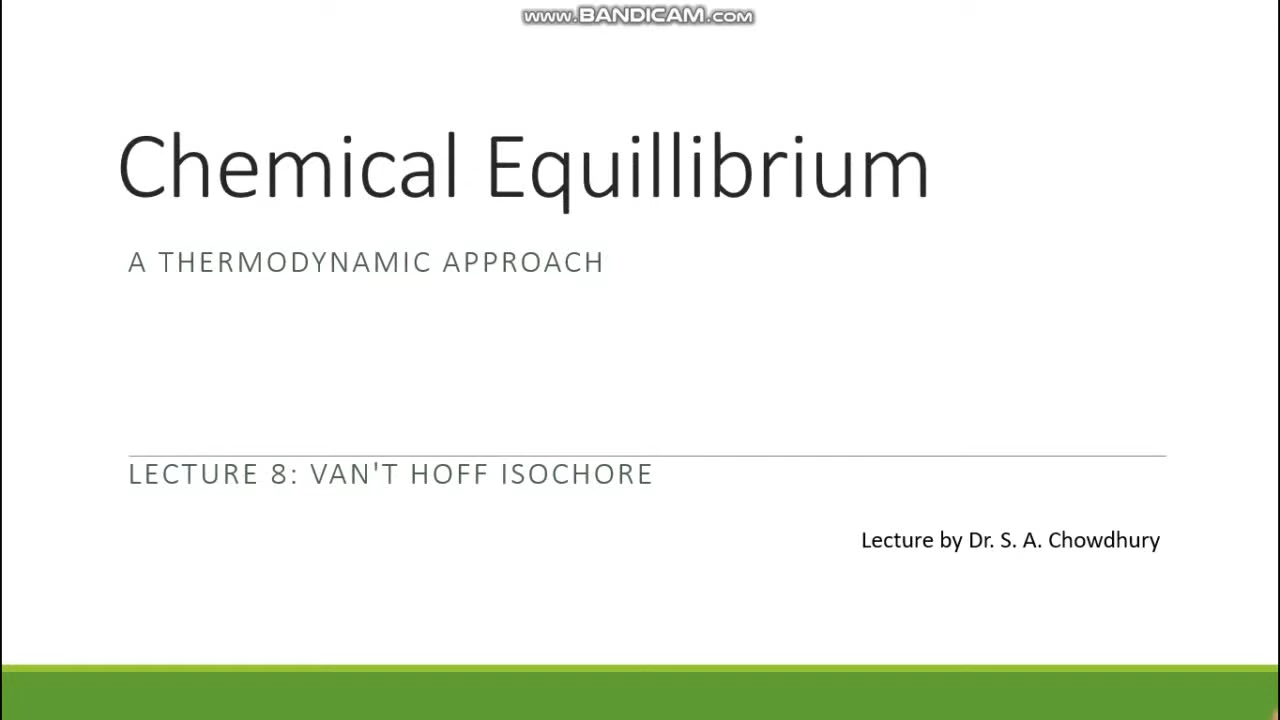 www.BANDICAM.com
Chemical Equillibrium
A THERMODYNAMIC APPROACH
LECTURE 8: VAN'T HOFF ISOCHORE
Lecture by Dr. S. A. Chowdhury